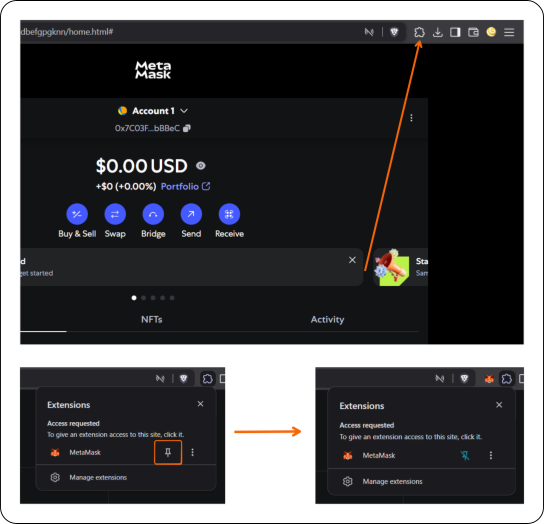 dbefgpgknn/home.html#
Meta
Mask
Account 1
0x7C03F...bBBeC
$0.00 USD
+$0 (+0.00%) Portfolio
Buy & Sell Swap Bridge Send Receive
d
get started
Sta
Sam
NFTs Activity
Extensions
Access requested
To give an extension access to this site, click it.
MetaMask
Manage extensions
Extensions
Access requested
To give an extension access to this site, click it.
MetaMask
Manage extensions